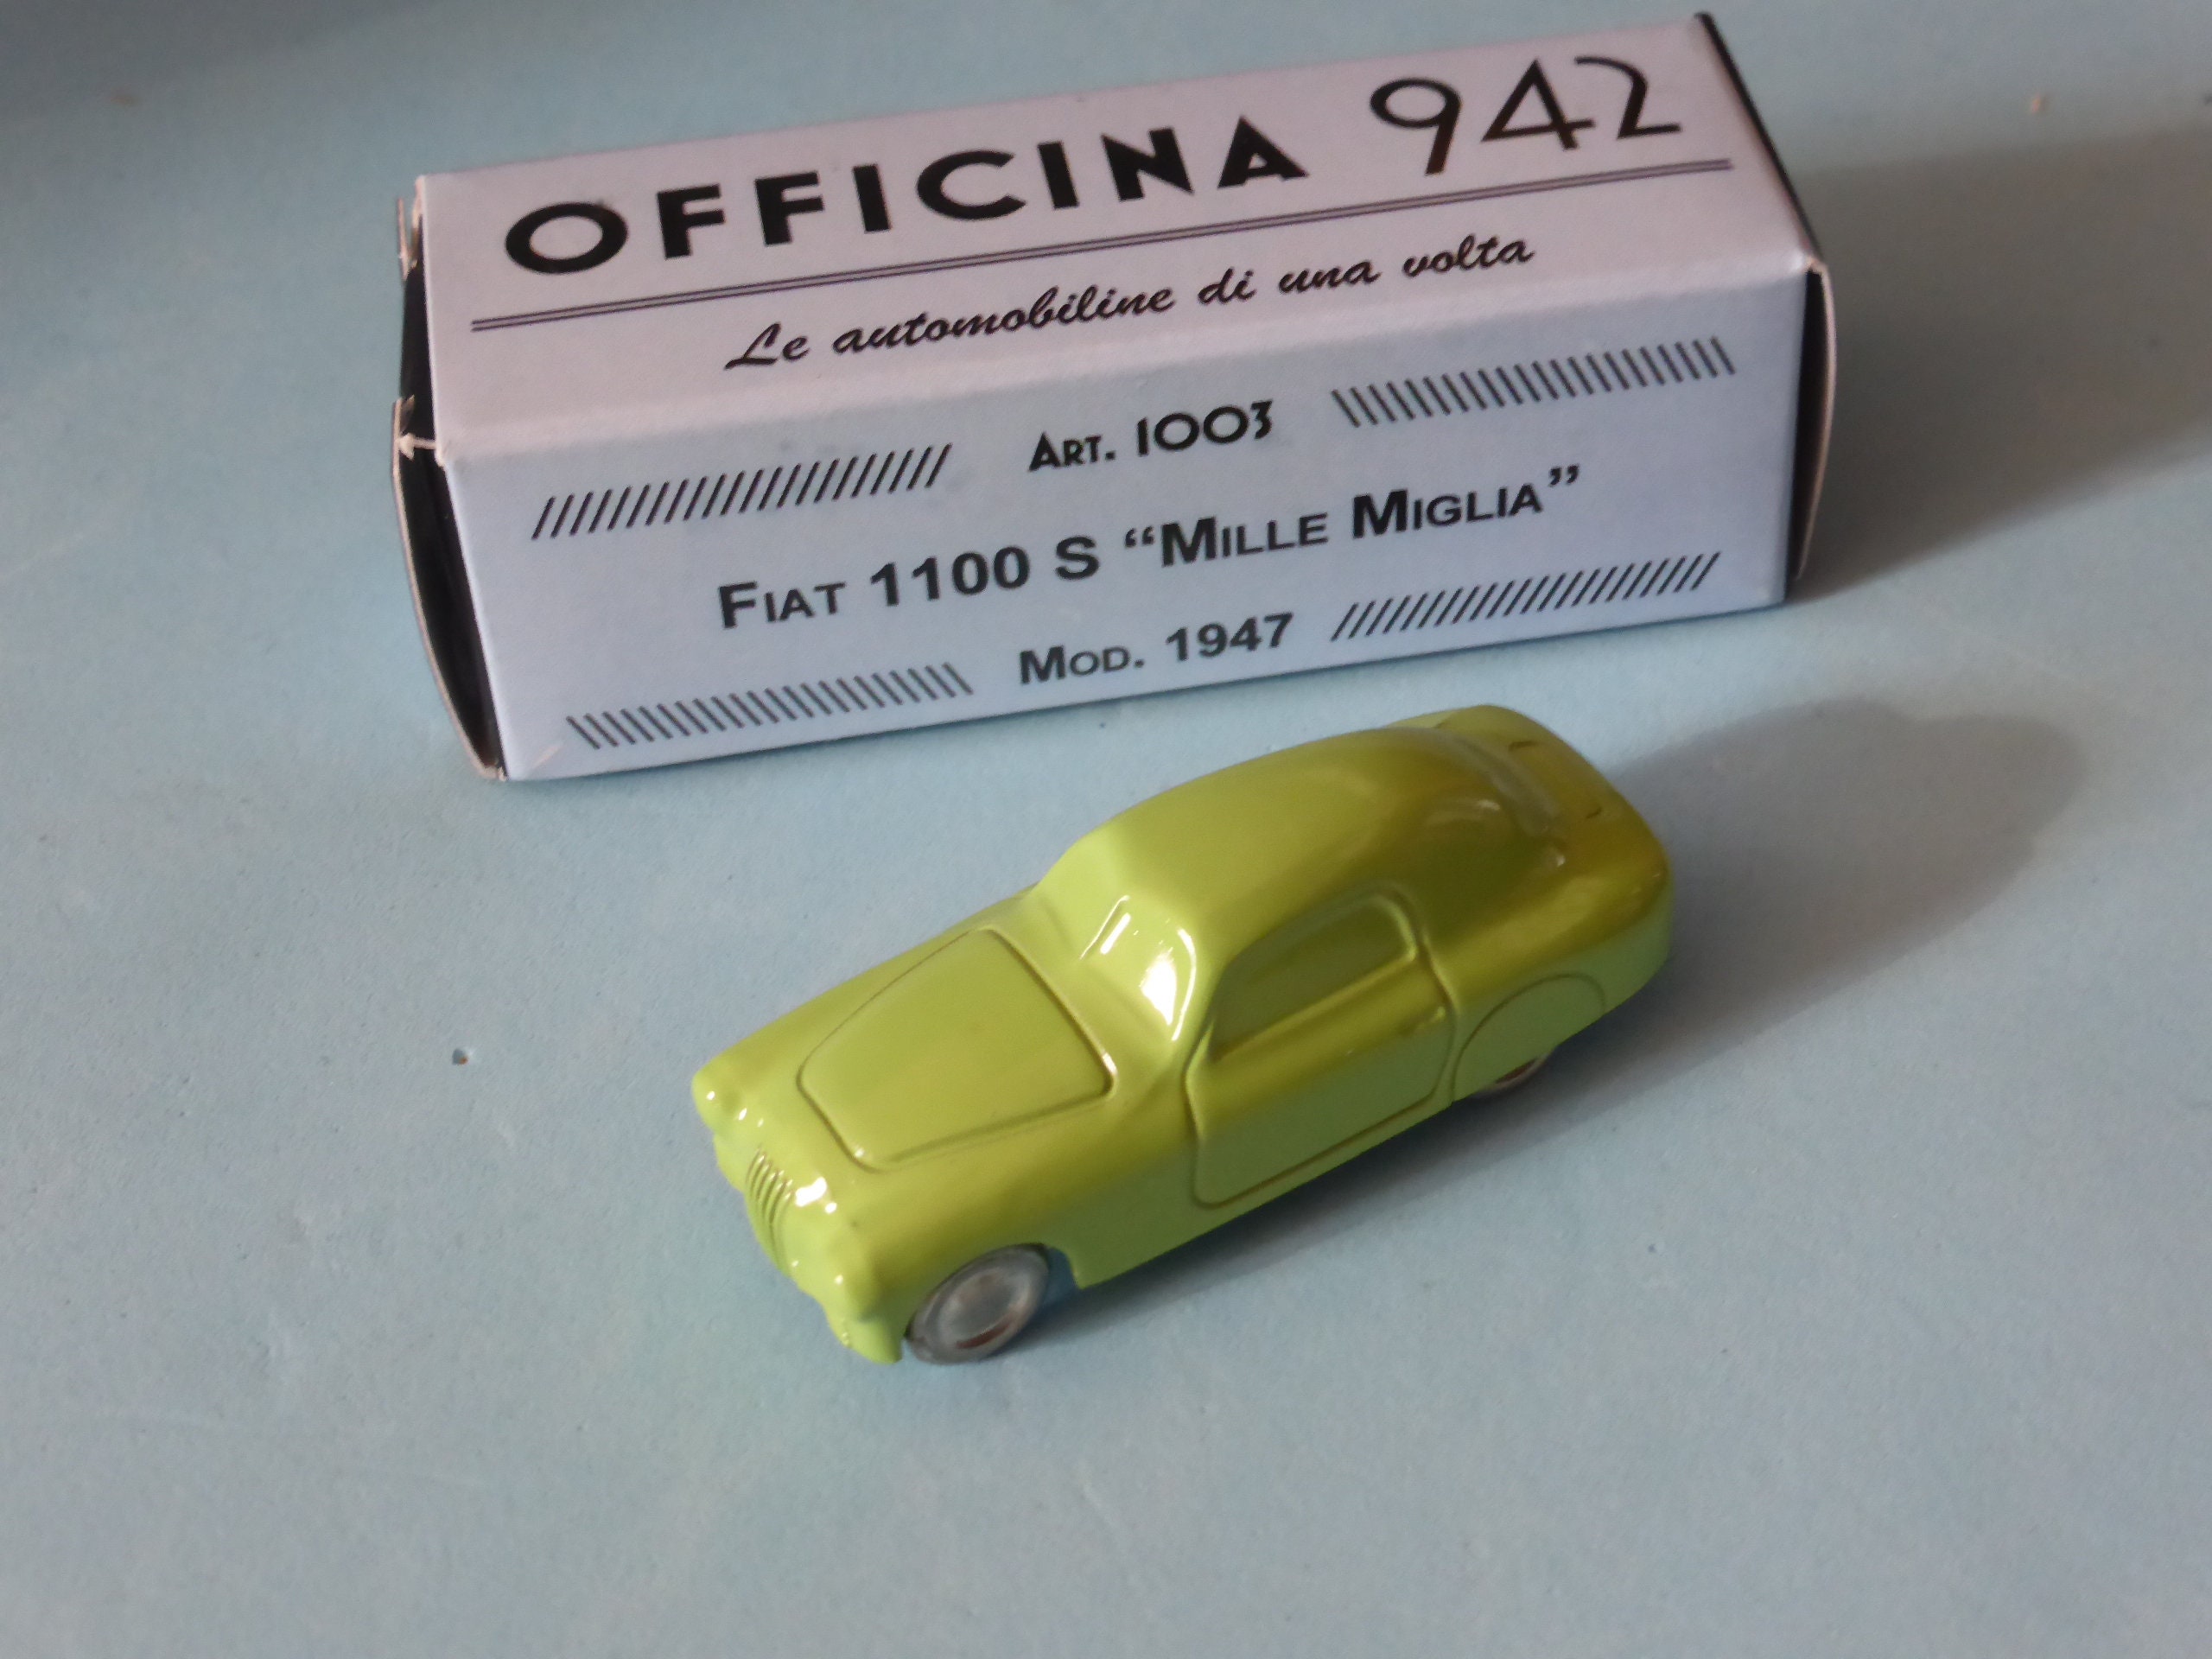 OFFICINA 942
Le automobiline di una volta
ART. 1003
FIAT 1100 S “MILLE MIGLIA”
MOD. 1947